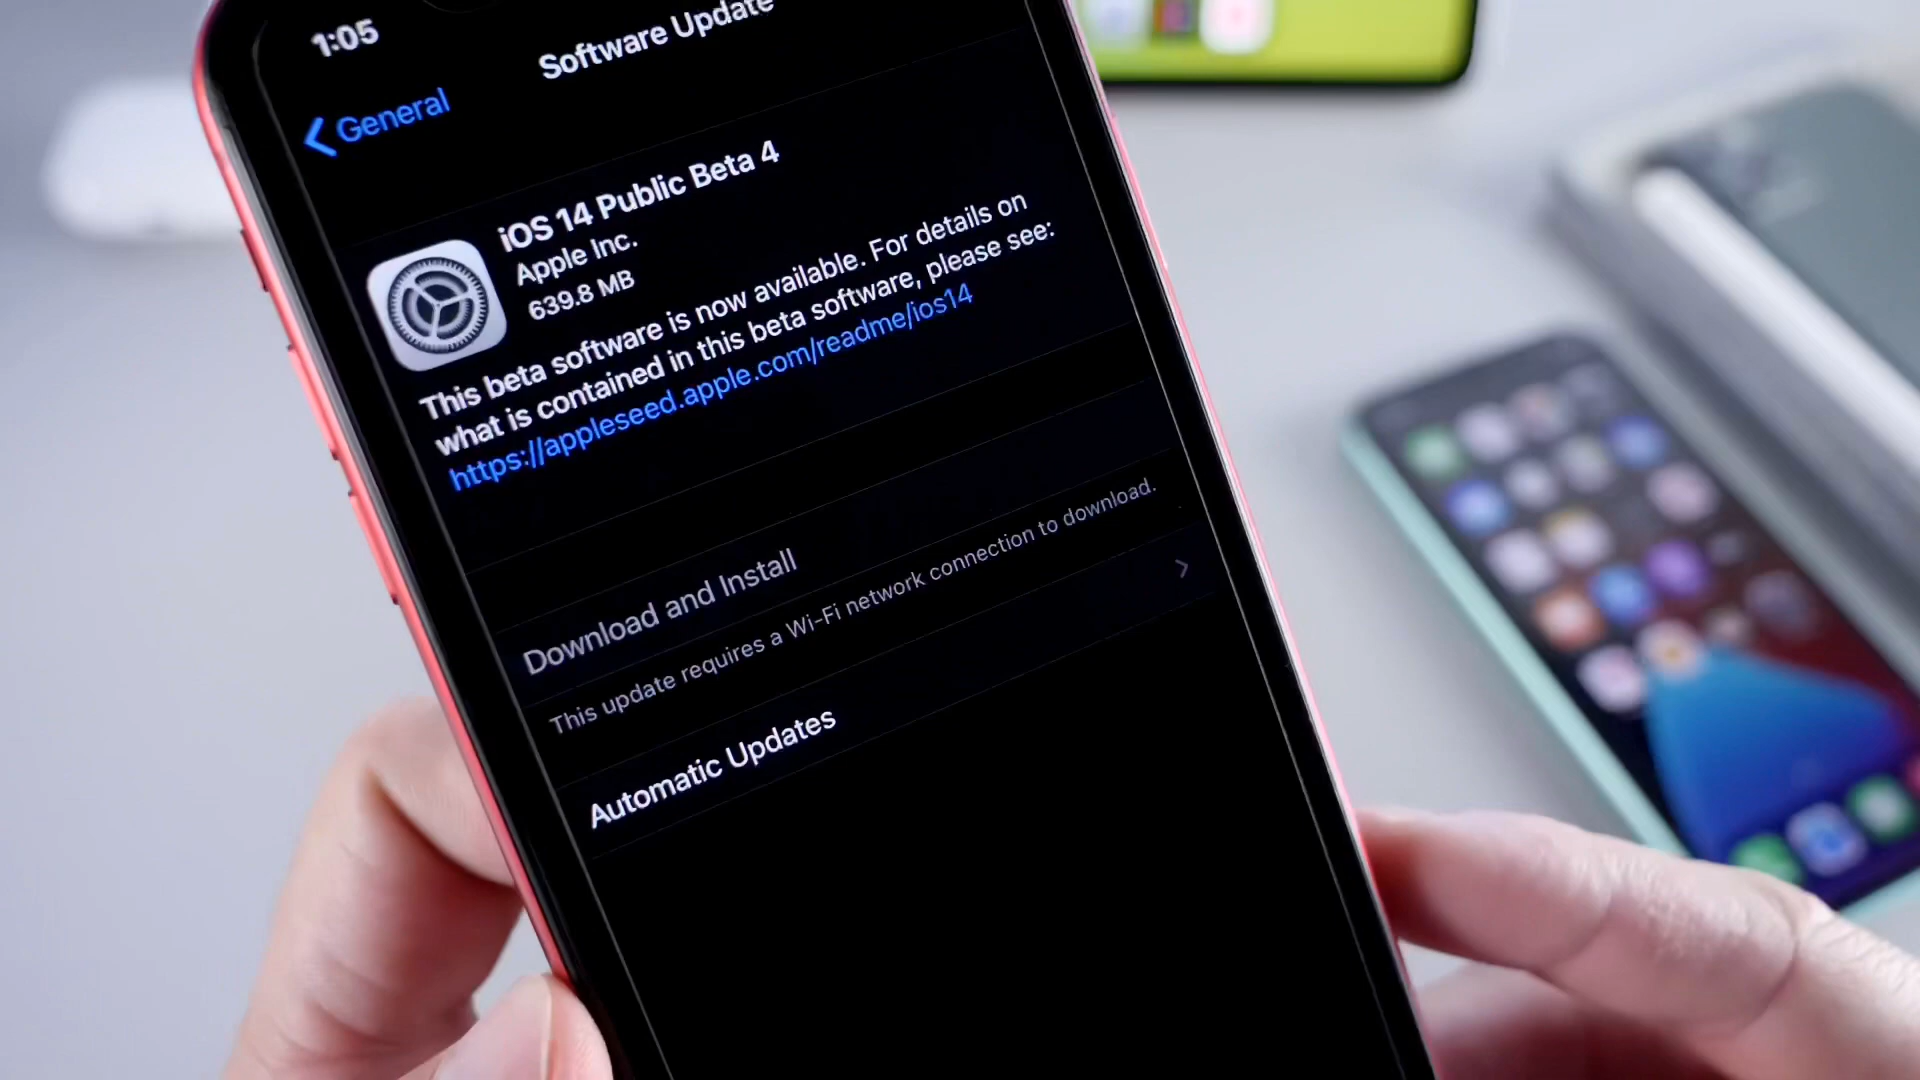 1:05
Software Update
General
iOS 14 Public Beta 4
Apple Inc.
639.8 MB
This beta software is now available. For details on
what is contained in this beta software, please see:
https://appleseed.apple.com/readme/ios14
Download and Install
This update requires a Wi-Fi network connection to download.
Automatic Updates